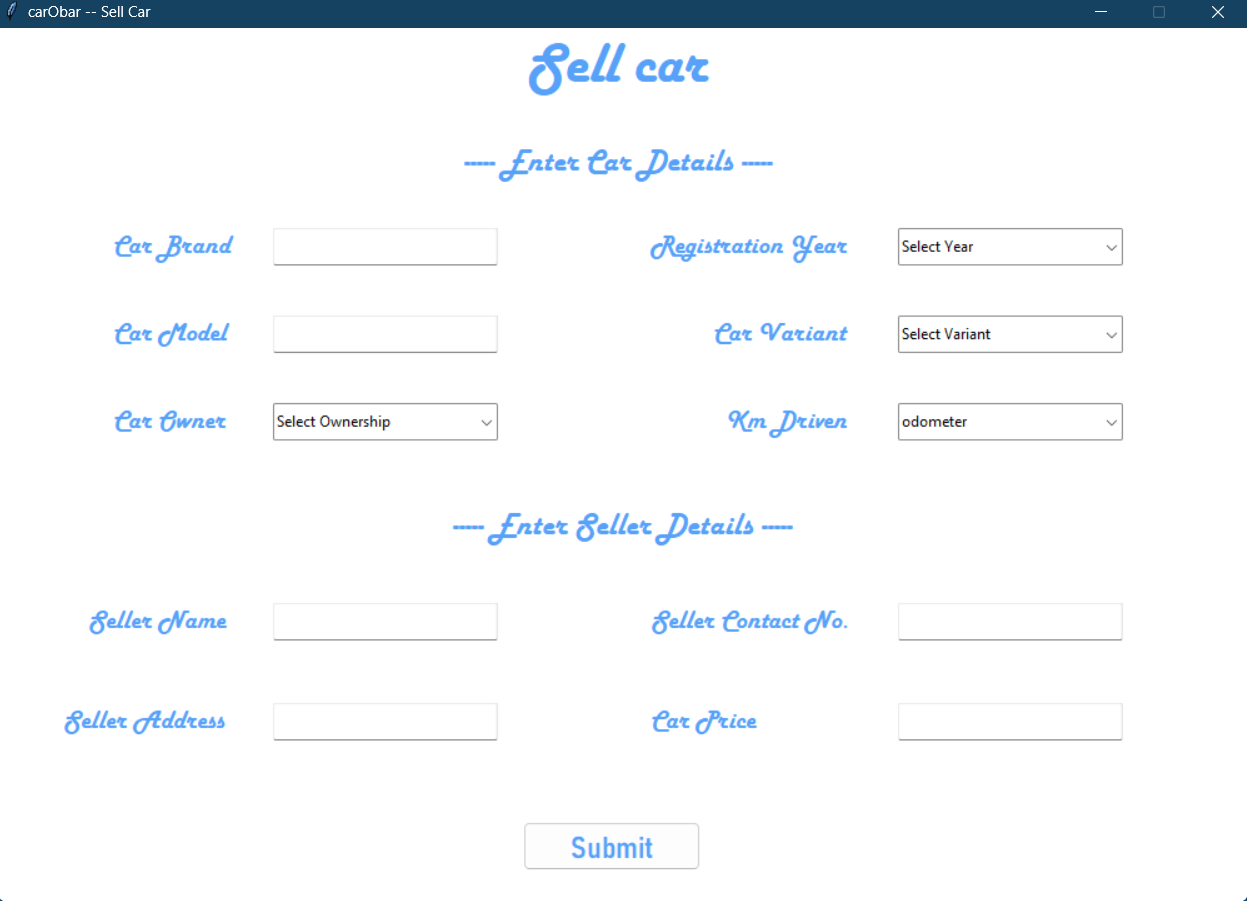 carObar -- Sell Car
Sell car
----- Enter Car Details -----
Car Brand
Registration Year
Select Year
Car Model
Car Variant
Select Variant
Car Owner
Select Ownership
Km Driven
odometer
----- Enter Seller Details -----
Seller Name
Seller Contact No.
Seller Address
Car Price
Submit